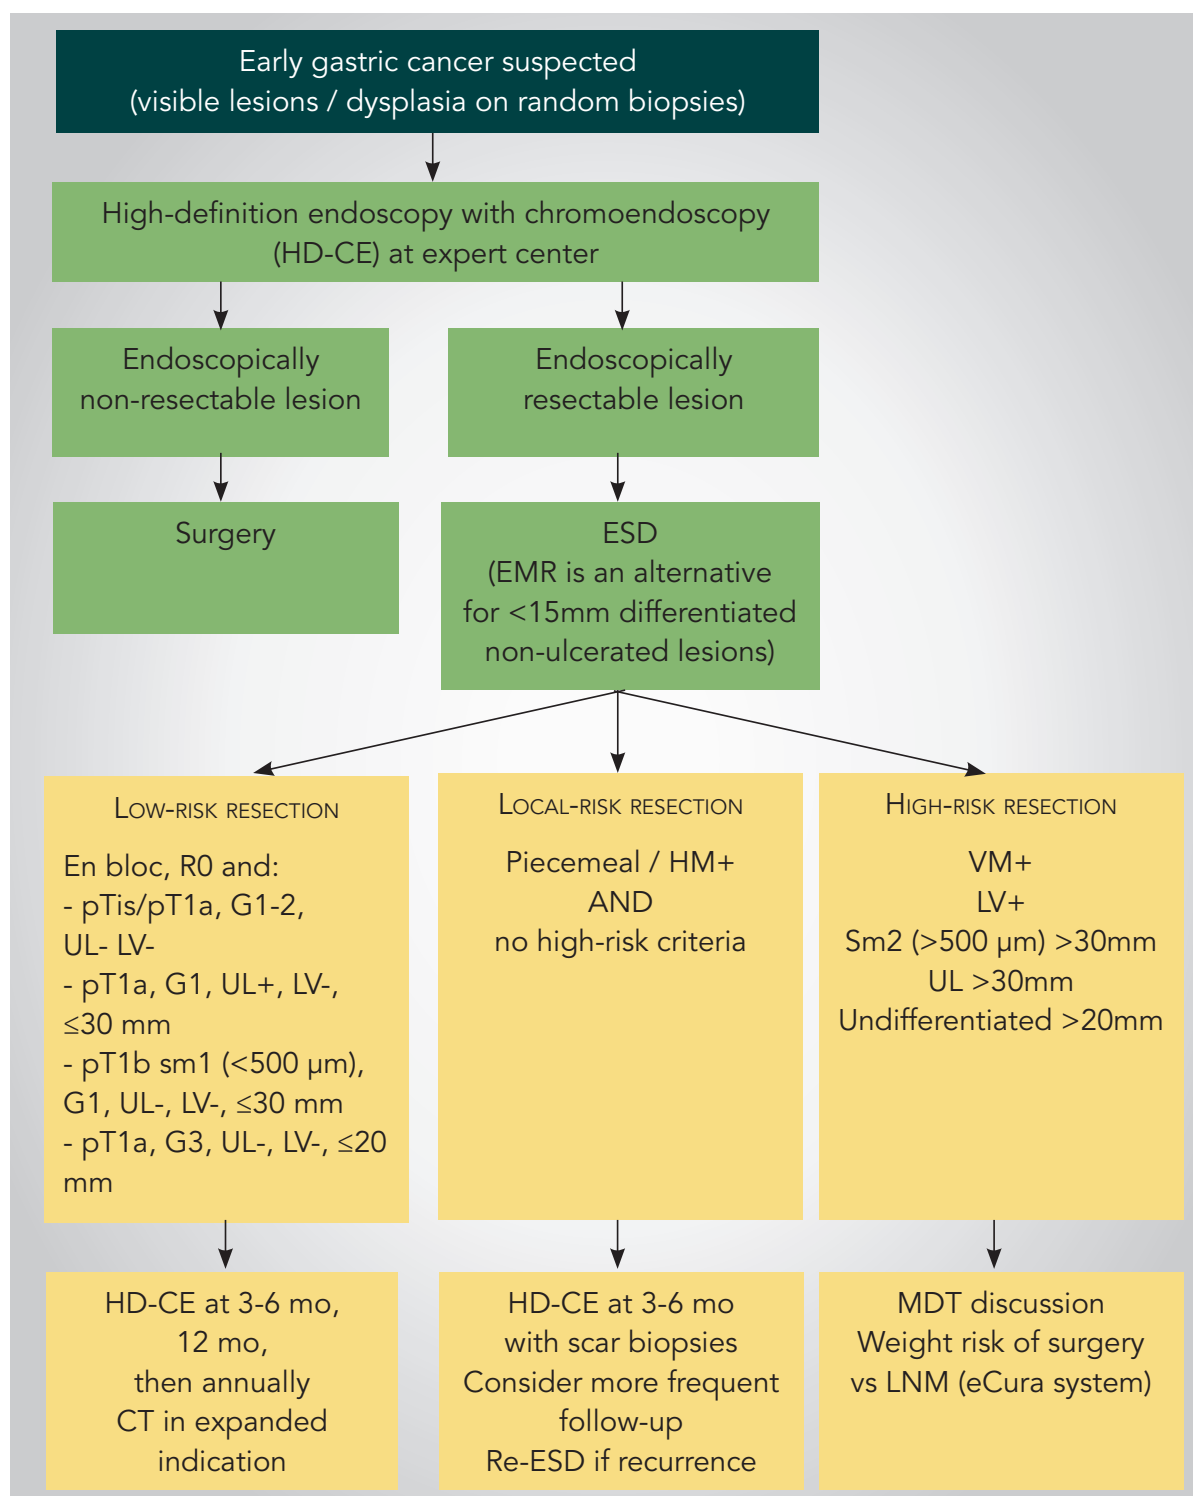 Early gastric cancer suspected
(visible lesions / dysplasia on random biopsies)
High-definition endoscopy with chromoendoscopy
(HD-CE) at expert center
Endoscopically
non-resectable lesion
Endoscopically
resectable lesion
Surgery
ESD
(EMR is an alternative
for <15mm differentiated
non-ulcerated lesions)
Low-risk resection
En bloc, R0 and:
- pTis/pT1a, G1-2,
UL- LV-
- pT1a, G1, UL+, LV-,
≤30 mm
- pT1b sm1 (<500 µm),
G1, UL-, LV-, ≤30 mm
- pT1a, G3, UL-, LV-, ≤20
mm
Local-risk resection
Piecemeal / HM+
AND
no high-risk criteria
High-risk resection
VM+
LV+
Sm2 (>500 µm) >30mm
UL >30mm
Undifferentiated >20mm
HD-CE at 3-6 mo,
12 mo,
then annually
CT in expanded
indication
HD-CE at 3-6 mo
with scar biopsies
Consider more frequent
follow-up
Re-ESD if recurrence
MDT discussion
Weight risk of surgery
vs LNM (eCura system)